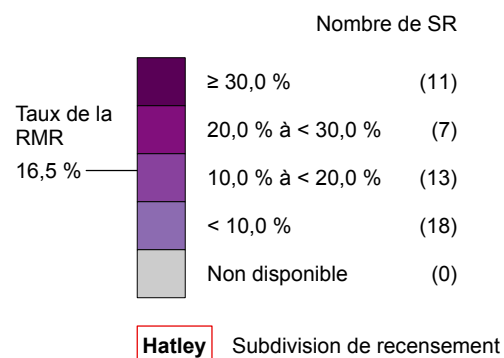 Nombre de SR
≥ 30,0 % (11)
Taux de la RMR
16,5 %
20,0 % à < 30,0 % (7)
10,0 % à < 20,0 % (13)
< 10,0 % (18)
Non disponible (0)
Hatley Subdivision de recensement